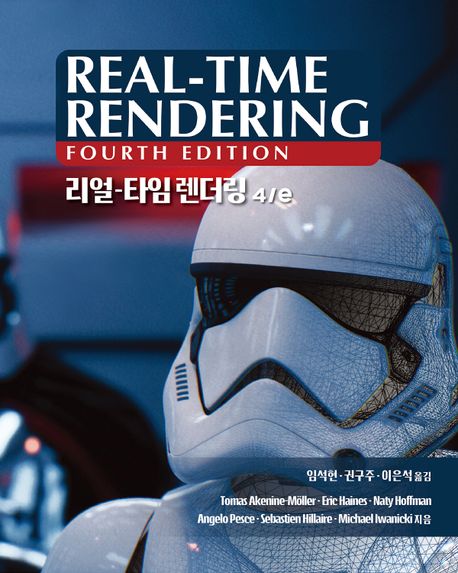 REAL-TIME
RENDERING
FOURTH EDITION
리얼-타임 렌더링 4/e
임석현·권구주·이은석 옮김
Tomas Akenine-Möller · Eric Haines · Naty Hoffman
Angelo Pesce · Sebastien Hillaire · Michael Iwanicki 지음